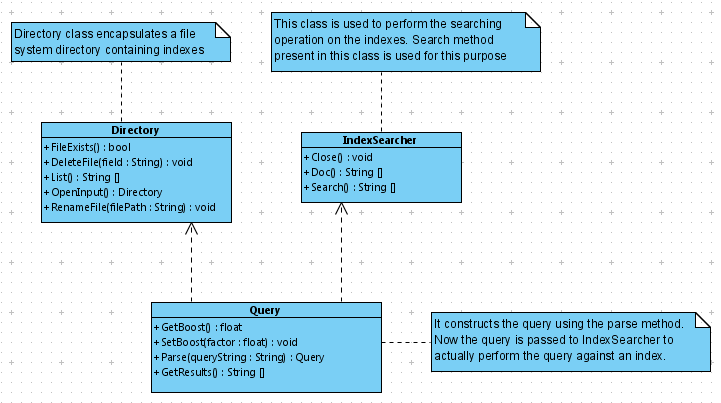 Directory class encapsulates a file
system directory containing indexes
This class is used to perform the searching
operation on the indexes. Search method
present in this class is used for this purpose
Directory
+ FileExists() : bool
+ DeleteFile(field : String) : void
+ List() : String []
+ OpenInput() : Directory
+ RenameFile(filePath : String) : void
IndexSearcher
+ Close() : void
+ Doc() : String []
+ Search() : String []
Query
+ GetBoost() : float
+ SetBoost(factor : float) : void
+ Parse(queryString : String) : Query
+ GetResults() : String []
It constructs the query using the parse method.
Now the query is passed to IndexSearcher to
actually perform the query against an index.